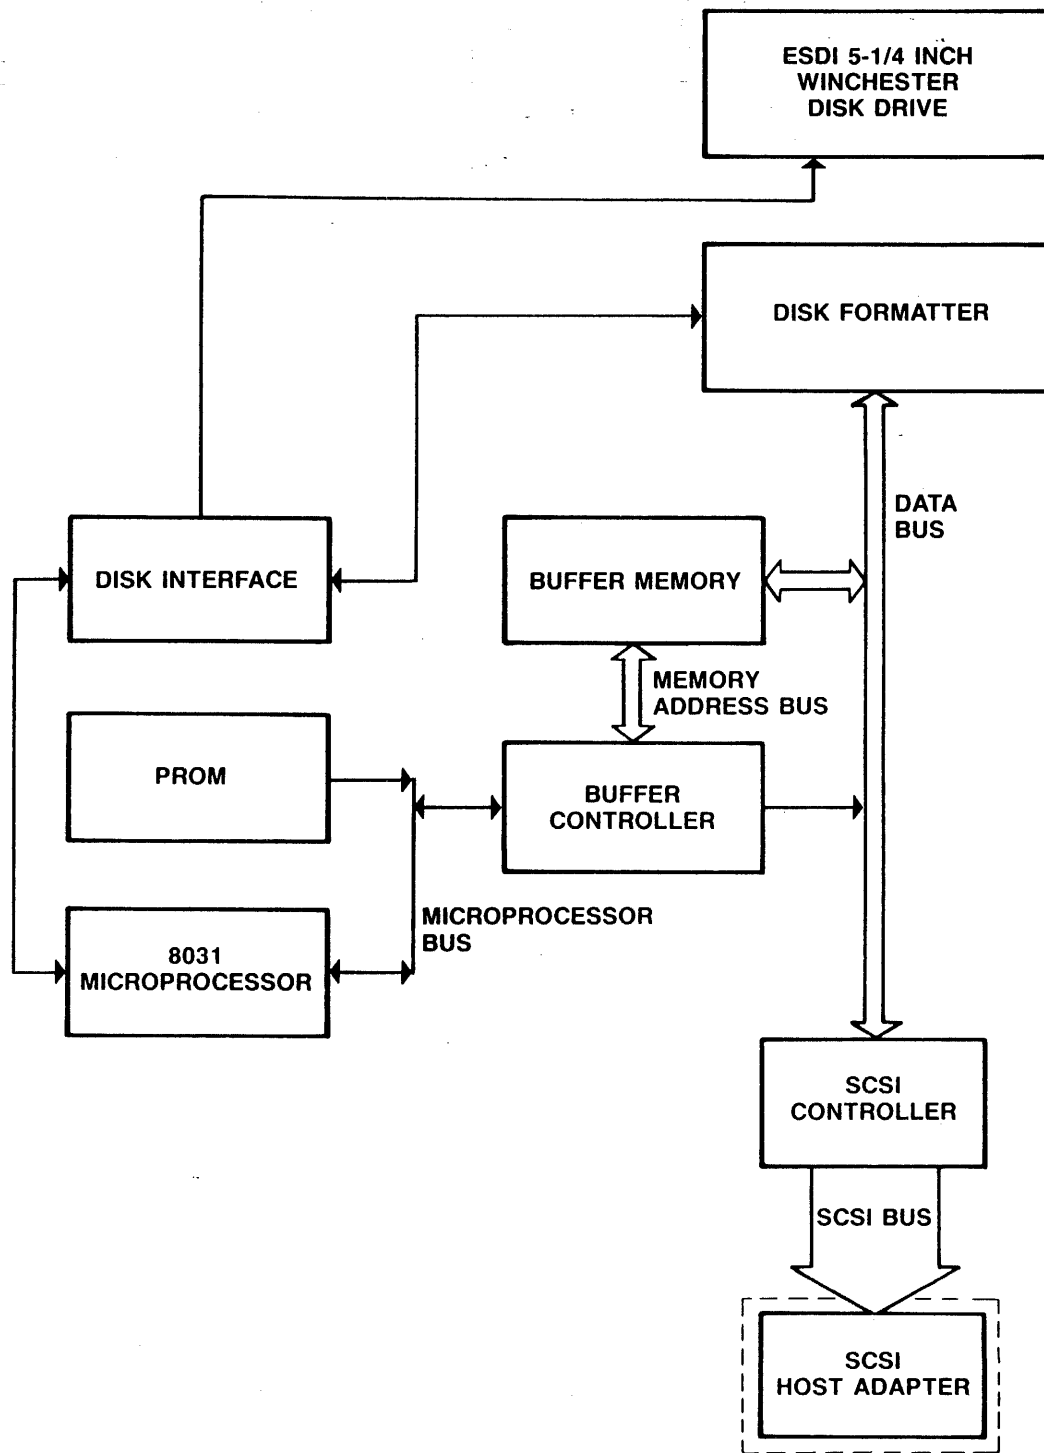 ESDI 5-1/4 INCH
WINCHESTER
DISK DRIVE
DISK FORMATTER
DATA
BUS
DISK INTERFACE
BUFFER MEMORY
MEMORY
ADDRESS BUS
PROM
BUFFER
CONTROLLER
MICROPROCESSOR
BUS
8031
MICROPROCESSOR
SCSI
CONTROLLER
SCSI BUS
SCSI
HOST ADAPTER